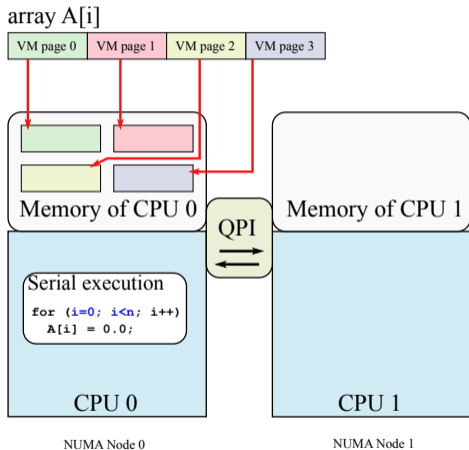 array A[i]
VM page 0 VM page 1 VM page 2 VM page 3
Memory of CPU 0
Memory of CPU 1
QPI
Serial execution
for (i=0; i<n; i++)
A[i] = 0.0;
CPU 0
CPU 1
NUMA Node 0
NUMA Node 1